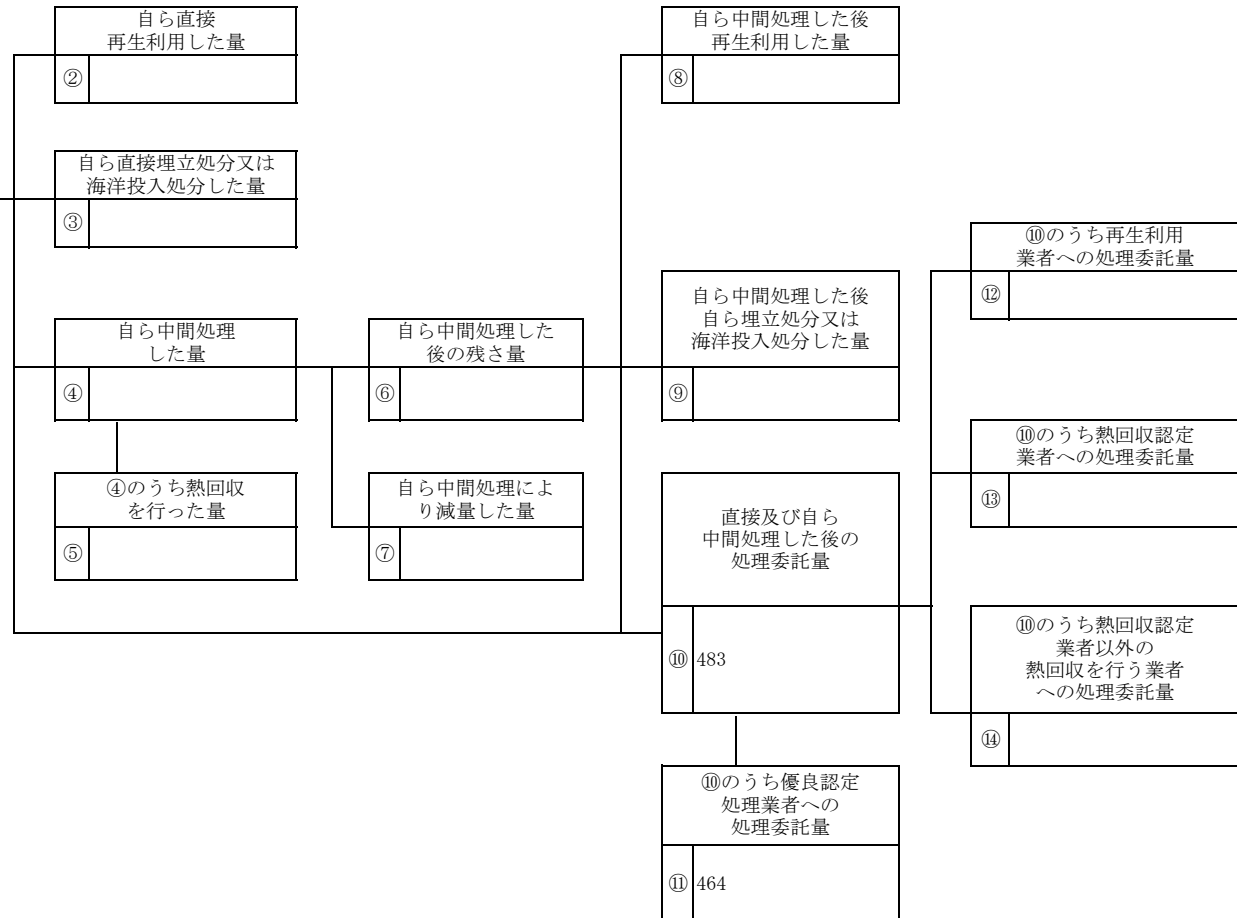 自ら直接
再生利用した量
②
自ら直接埋立処分又は
海洋投入処分した量
③
自ら中間処理
した量
④
④のうち熱回収
を行った量
⑤
自ら中間処理した
後の残さ量
⑥
自ら中間処理によ
り減量した量
⑦
自ら中間処理した後
再生利用した量
⑧
自ら中間処理した後
自ら埋立処分又は
海洋投入処分した量
⑨
直接及び自ら
中間処理した後の
処理委託量
⑩ 483
⑩のうち優良認定
処理業者への
処理委託量
⑪ 464
⑩のうち再生利用
業者への処理委託量
⑫
⑩のうち熱回収認定
業者への処理委託量
⑬
⑩のうち熱回収認定
業者以外の
熱回収を行う業者
への処理委託量
⑭